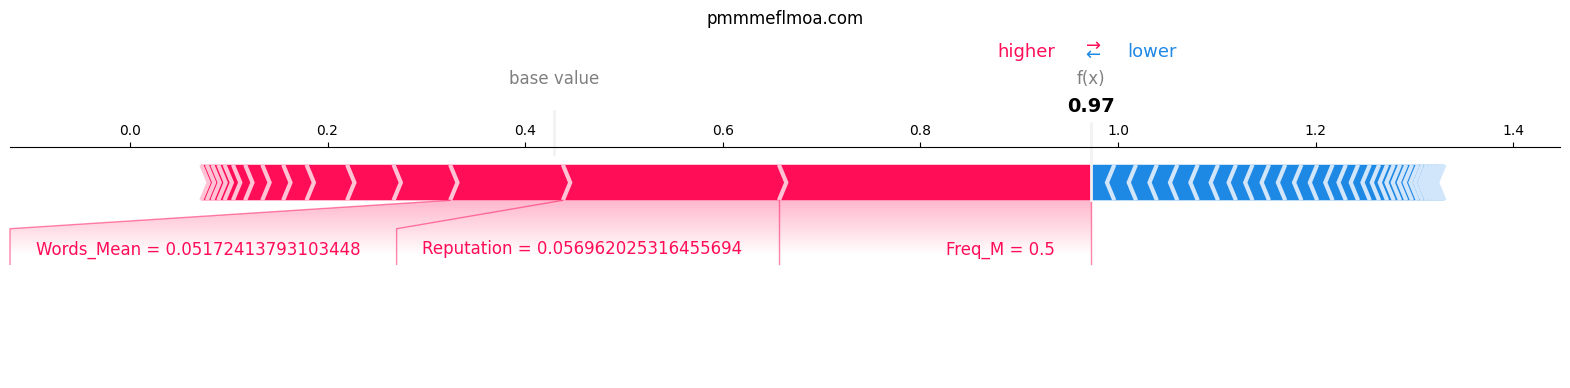 pmmmeflmoa.com
higher ⇄ lower
base value f(x)
0.97
0.0 0.2 0.4 0.6 0.8 1.0 1.2 1.4
Words_Mean = 0.05172413793103448 Reputation = 0.056962025316455694 Freq_M = 0.5